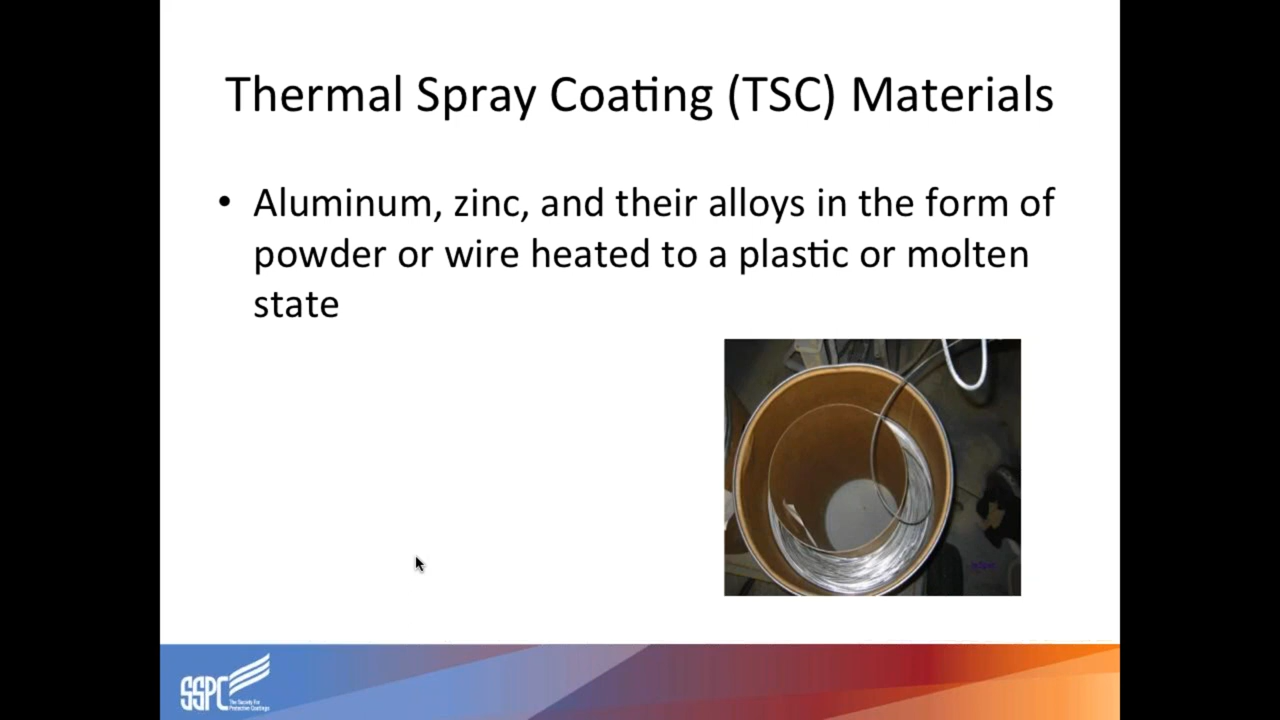 Thermal Spray Coating (TSC) Materials
• Aluminum, zinc, and their alloys in the form of
powder or wire heated to a plastic or molten
state
SSPC
The Society for
Protective Coatings